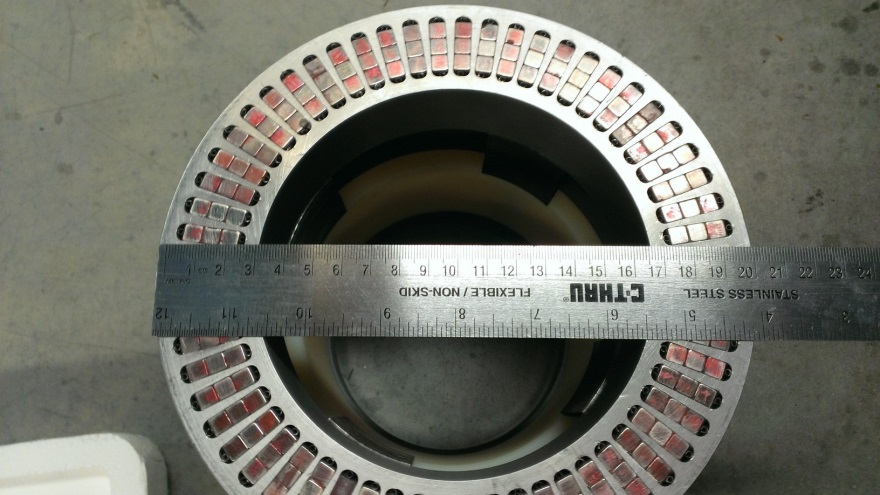 1 2 3 4 5 6 7 8 9 10 11 12 13 14 15 16 17 18 19 20 21 22 23 24
FLEXIBLE / NON-SKID C-THRU® STAINLESS STEEL
12 11 10 9 8 7 6 5 4 3